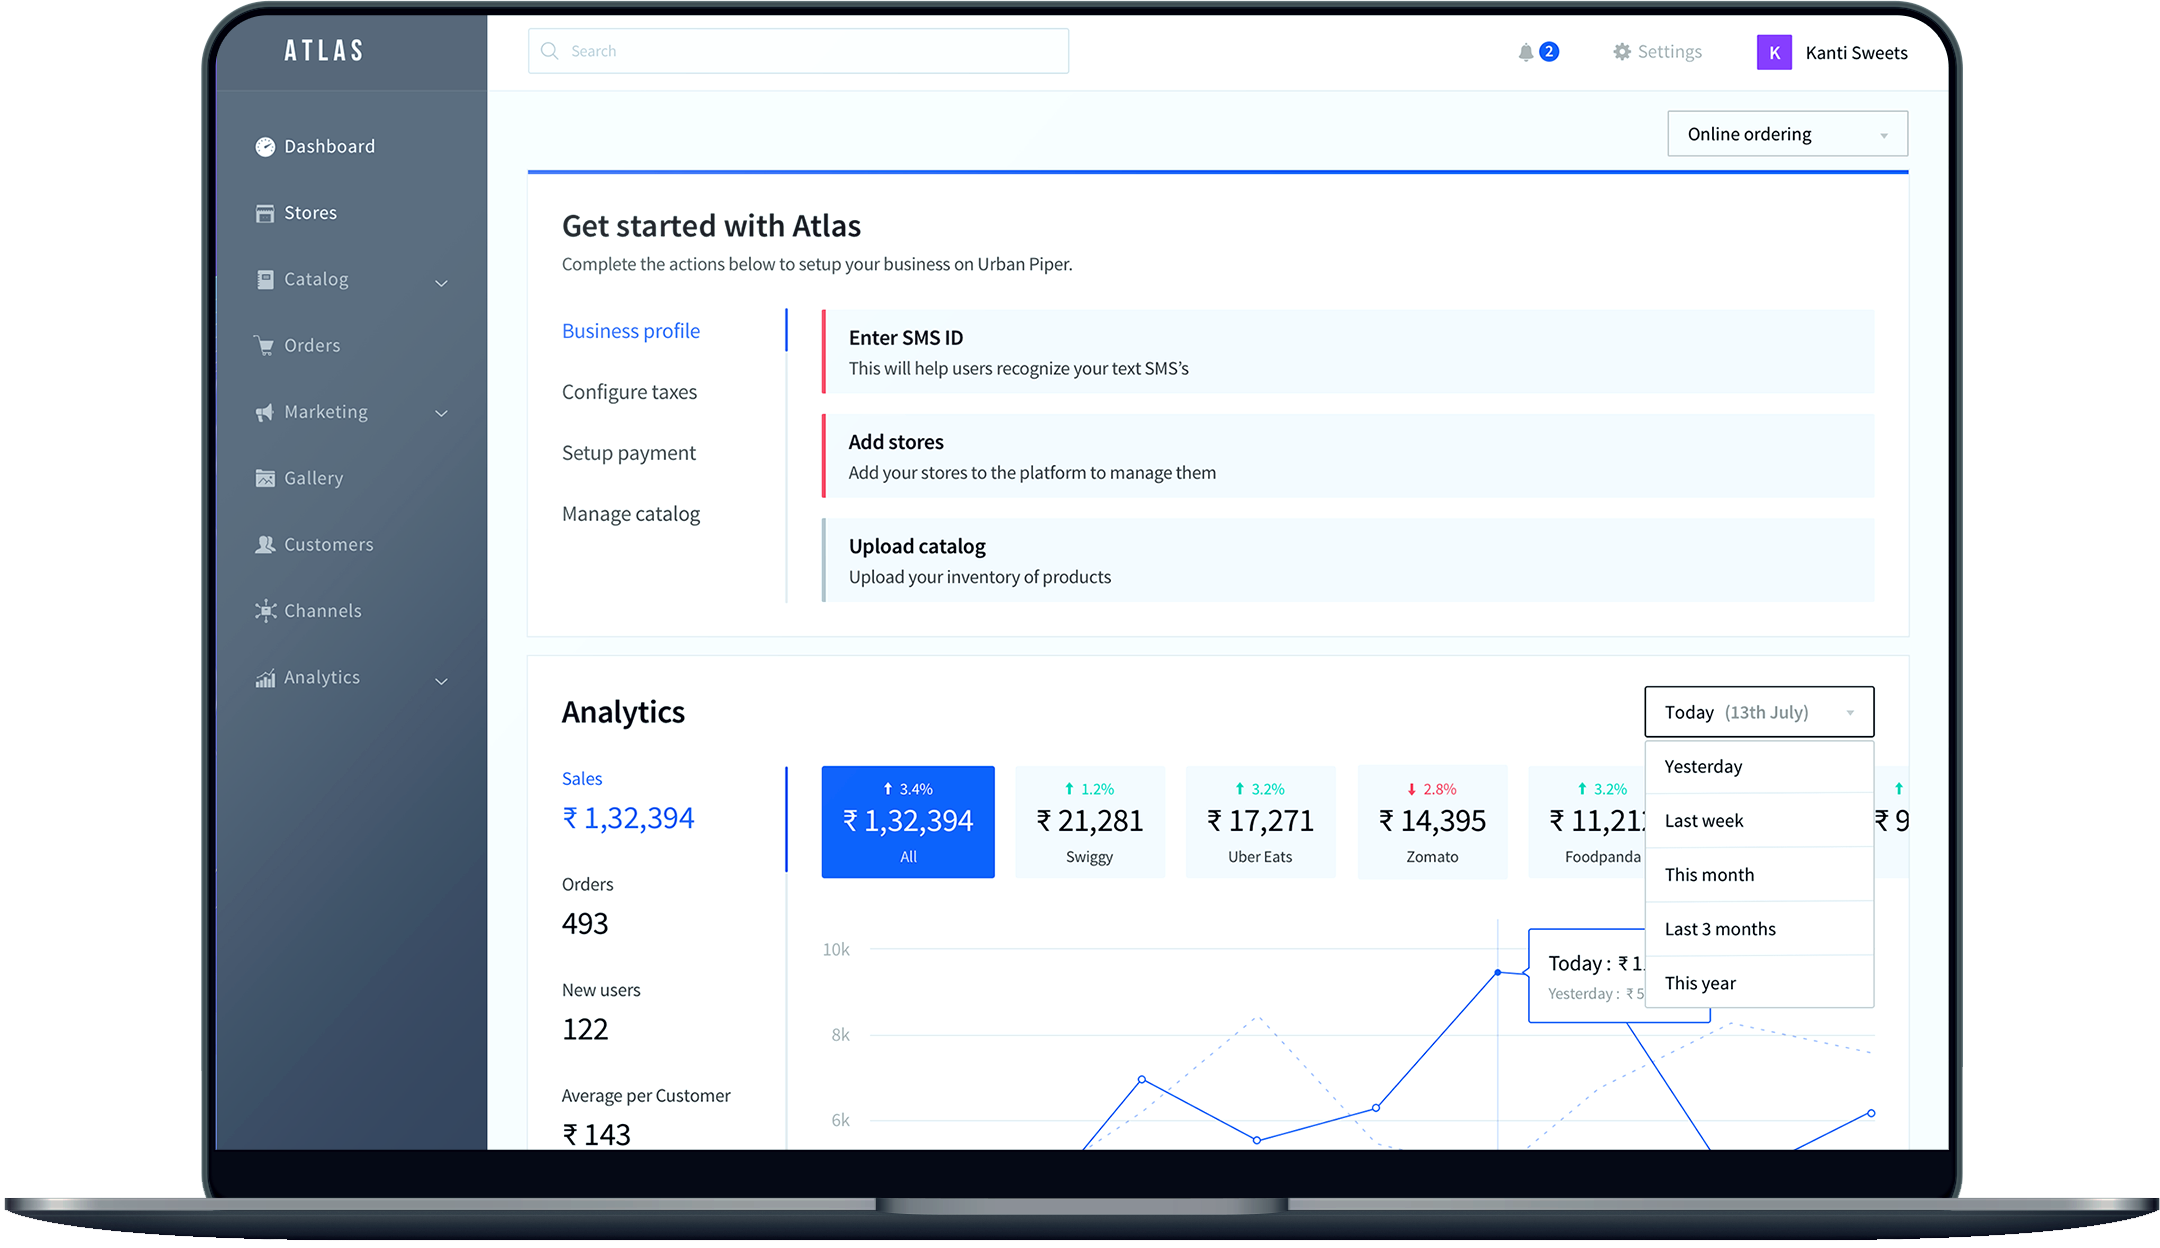 ATLAS
Search
2
Settings
K
Kanti Sweets
Dashboard
Stores
Catalog
Orders
Marketing
Gallery
Customers
Channels
Analytics
Online ordering
Get started with Atlas
Complete the actions below to setup your business on Urban Piper.
Business profile
Configure taxes
Setup payment
Manage catalog
Enter SMS ID
This will help users recognize your text SMS’s
Add stores
Add your stores to the platform to manage them
Upload catalog
Upload your inventory of products
Analytics
Today (13th July)
Yesterday
Last week
This month
Last 3 months
This year
Sales
₹ 1,32,394
Orders
493
New users
122
Average per Customer
₹ 143
3.4%
₹ 1,32,394
All
1.2%
₹ 21,281
Swiggy
3.2%
₹ 17,271
Uber Eats
2.8%
₹ 14,395
Zomato
3.2%
₹ 11,21
Foodpanda
₹ 9
10k
8k
6k
Today : ₹ 1
Yesterday : ₹ 5